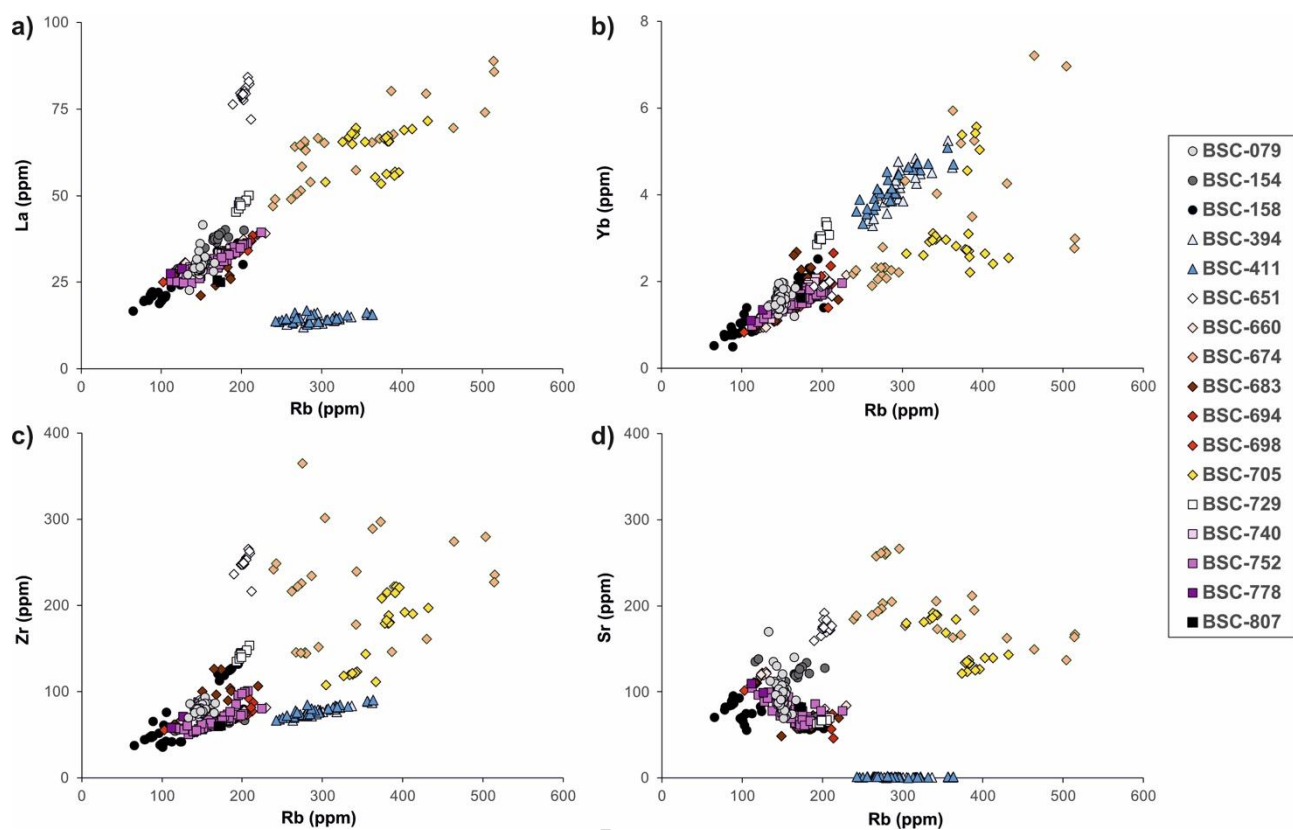 a)
100
75
50
25
0
La (ppm)
0 100 200 300 400 500 600
Rb (ppm)
b)
8
6
4
2
0
Yb (ppm)
0 100 200 300 400 500 600
Rb (ppm)
c)
400
300
200
100
0
Zr (ppm)
0 100 200 300 400 500 600
Rb (ppm)
d)
400
300
200
100
0
Sr (ppm)
0 100 200 300 400 500 600
Rb (ppm)
BSC-079
BSC-154
BSC-158
BSC-394
BSC-411
BSC-651
BSC-660
BSC-674
BSC-683
BSC-694
BSC-698
BSC-705
BSC-729
BSC-740
BSC-752
BSC-778
BSC-807